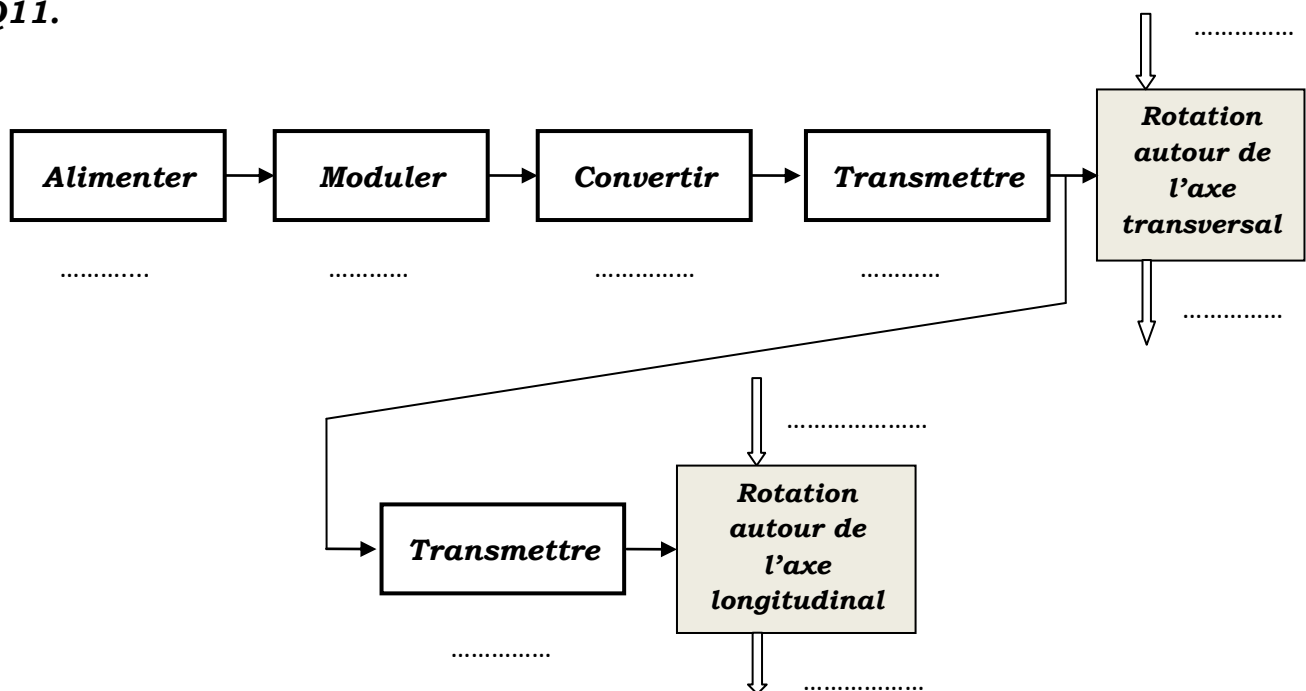 Q11.
……………
Alimenter
Moduler
Convertir
Transmettre
Rotation
autour de
l’axe
transversal
……….…
…………
……………
…………
……………
…………………
Transmettre
Rotation
autour de
l’axe
longitudinal
……………
………………